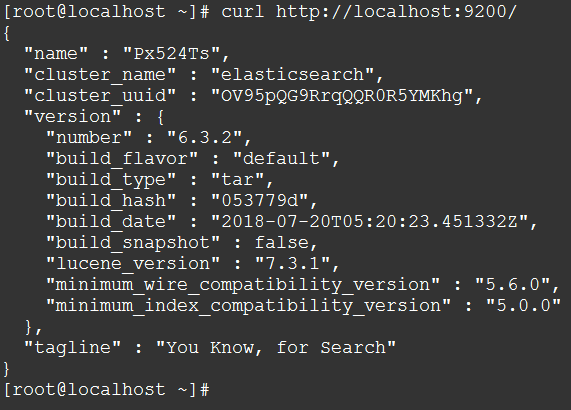 [root@localhost ~]# curl http://localhost:9200/
{
  "name" : "Px524Ts",
  "cluster_name" : "elasticsearch",
  "cluster_uuid" : "OV95pQG9RrqQQR0R5YMKhg",
  "version" : {
    "number" : "6.3.2",
    "build_flavor" : "default",
    "build_type" : "tar",
    "build_hash" : "053779d",
    "build_date" : "2018-07-20T05:20:23.451332Z",
    "build_snapshot" : false,
    "lucene_version" : "7.3.1",
    "minimum_wire_compatibility_version" : "5.6.0",
    "minimum_index_compatibility_version" : "5.0.0"
  },
  "tagline" : "You Know, for Search"
}
[root@localhost ~]#